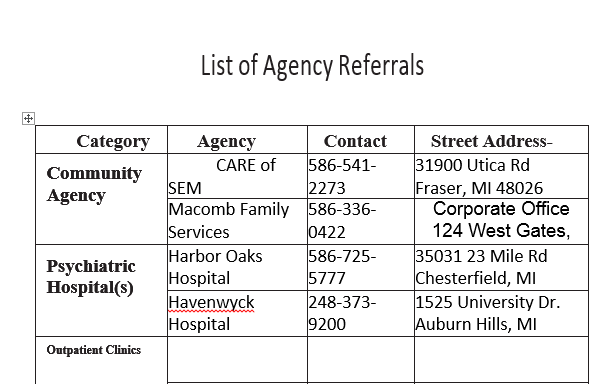 List of Agency Referrals
Category Agency Contact Street Address-
Community CARE of 586-541- 31900 Utica Rd
Agency SEM 2273 Fraser, MI 48026
Macomb Family 586-336- Corporate Office
Services 0422 124 West Gates,
Psychiatric Harbor Oaks 586-725- 35031 23 Mile Rd
Hospital(s) Hospital 5777 Chesterfield, MI
Havenwyck 248-373- 1525 University Dr.
Hospital 9200 Auburn Hills, MI
Outpatient Clinics